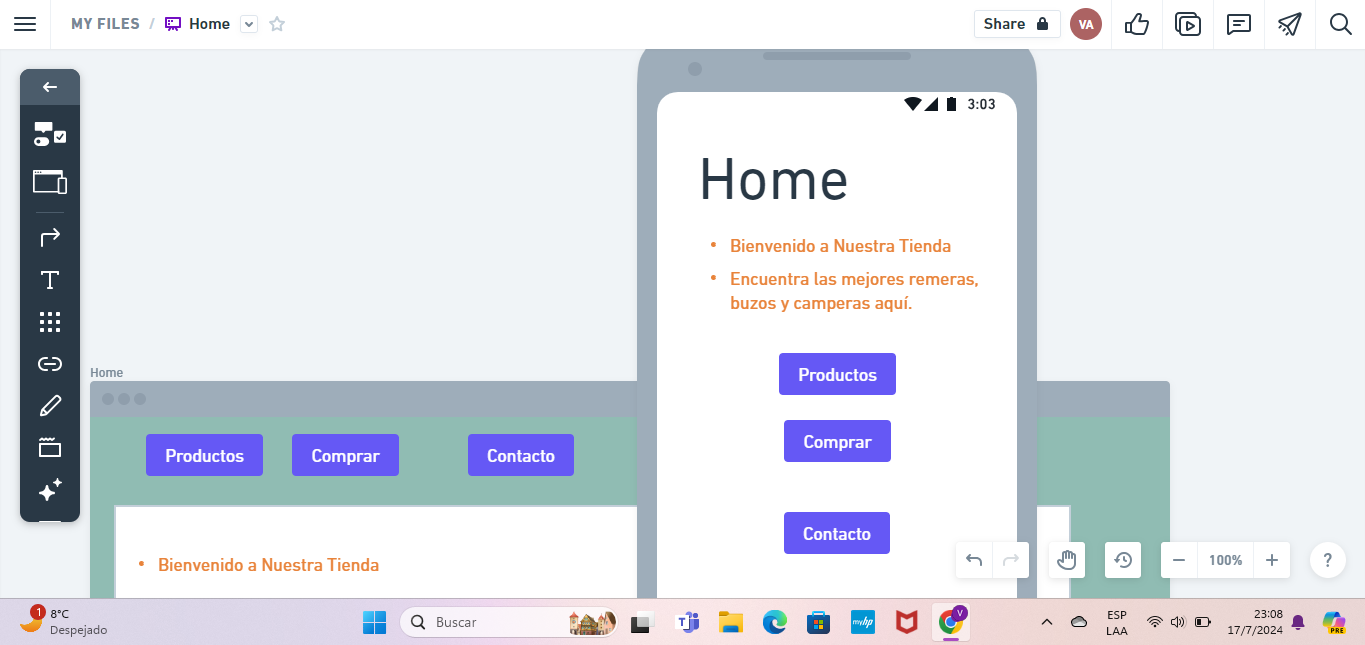 MY FILES / Home
Share
VA
3:03
Home
• Bienvenido a Nuestra Tienda
• Encuentra las mejores remeras,
buzos y camperas aquí.
Productos
Comprar
Contacto
Home
Productos Comprar Contacto
• Bienvenido a Nuestra Tienda
100%
?
1
8°C
Despejado
Buscar
T
myhp
V
ESP
LAA
23:08
17/7/2024
PRE